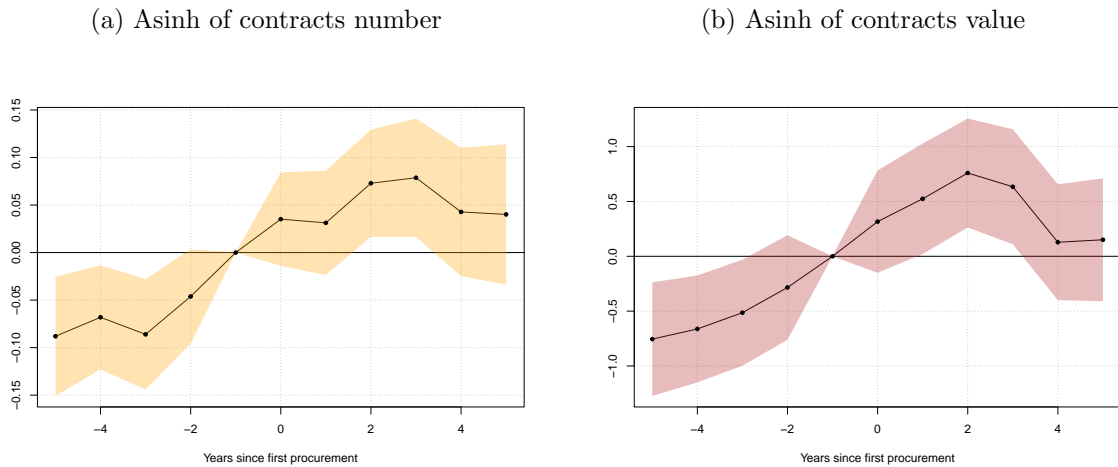 (a) Asinh of contracts number
0.15
0.10
0.05
0.00
−0.05
−0.10
−0.15
−4 −2 0 2 4
Years since first procurement
(b) Asinh of contracts value
1.0
0.5
0.0
−0.5
−1.0
−4 −2 0 2 4
Years since first procurement